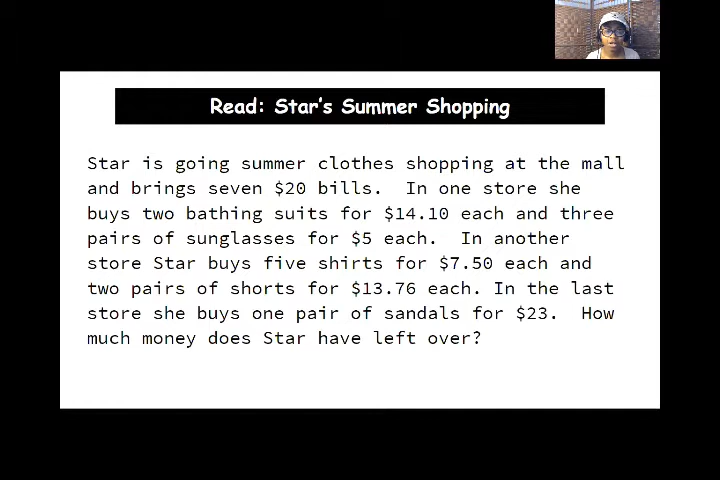 Read: Star's Summer Shopping
Star is going summer clothes shopping at the mall
and brings seven $20 bills. In one store she
buys two bathing suits for $14.10 each and three
pairs of sunglasses for $5 each. In another
store Star buys five shirts for $7.50 each and
two pairs of shorts for $13.76 each. In the last
store she buys one pair of sandals for $23. How
much money does Star have left over?